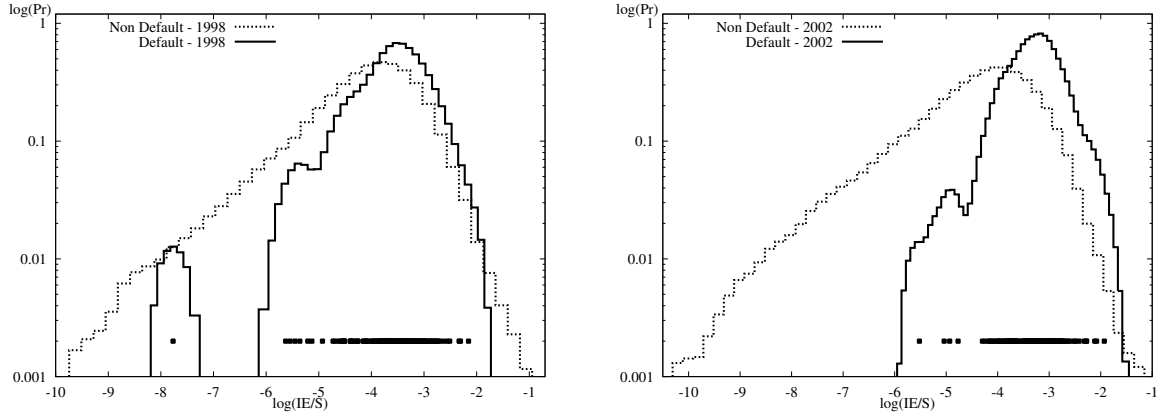 log(Pr)
Non Default - 1998
Default - 1998
1
0.1
0.01
0.001
-10 -9 -8 -7 -6 -5 -4 -3 -2 -1
log(IE/S)
log(Pr)
Non Default - 2002
Default - 2002
1
0.1
0.01
0.001
-10 -9 -8 -7 -6 -5 -4 -3 -2 -1
log(IE/S)